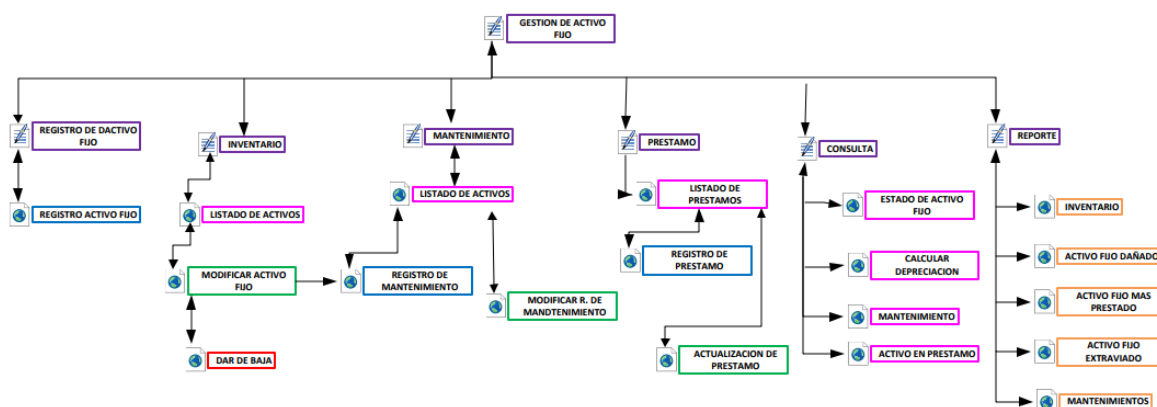 GESTION DE ACTIVO
FIJO
REGISTRO DE DACTIVO
FIJO
INVENTARIO
MANTENIMIENTO
PRESTAMO
CONSULTA
REPORTE
REGISTRO ACTIVO FIJO
LISTADO DE ACTIVOS
LISTADO DE ACTIVOS
LISTADO DE
PRESTAMOS
ESTADO DE ACTIVO
FIJO
INVENTARIO
MODIFICAR ACTIVO
FIJO
REGISTRO DE
MANTENIMIENTO
MODIFICAR R. DE
MANDTENIMIENTO
REGISTRO DE
PRESTAMO
CALCULAR
DEPRECIACION
ACTIVO FIJO DAÑADO
MANTENIMIENTO
ACTIVO FIJO MAS
PRESTADO
DAR DE BAJA
ACTUALIZACION DE
PRESTAMO
ACTIVO EN PRESTAMO
ACTIVO FIJO
EXTRAVIADO
MANTENIMIENTOS